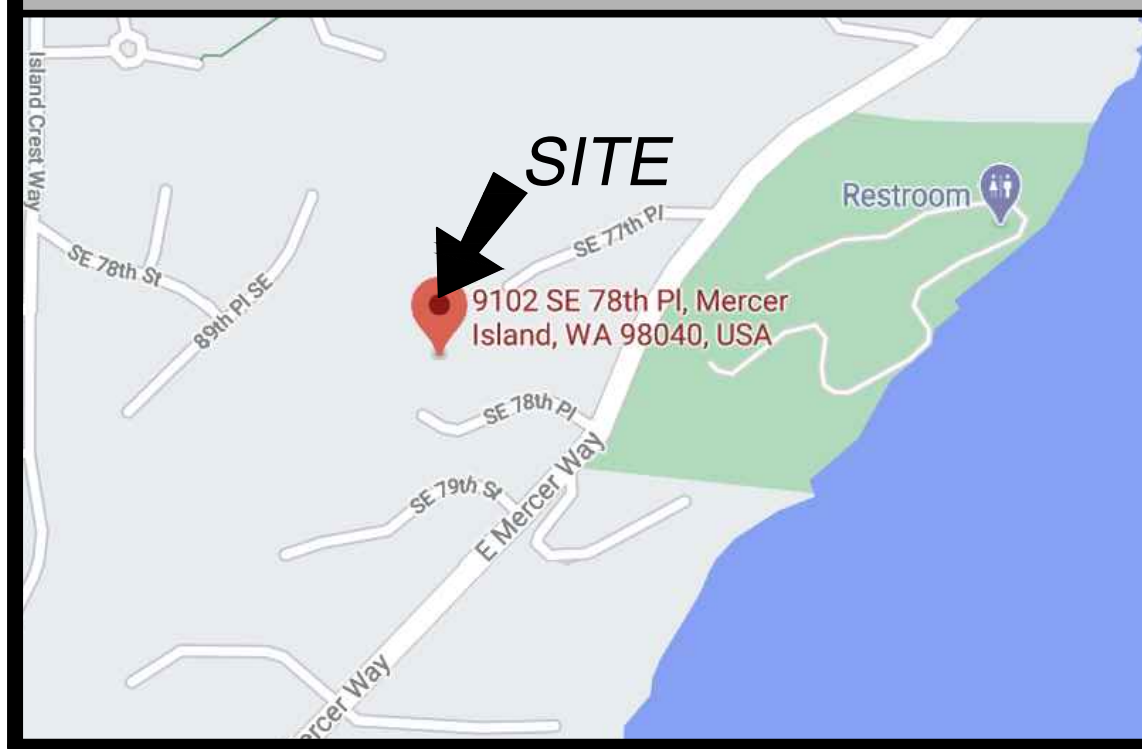 Island Crest Way
SITE
Restroom
SE 77th Pl
SE 78th St
89th Pl SE
9102 SE 78th Pl, Mercer
Island, WA 98040, USA
SE 78th Pl
SE 79th St
E Mercer Way
ercer Way